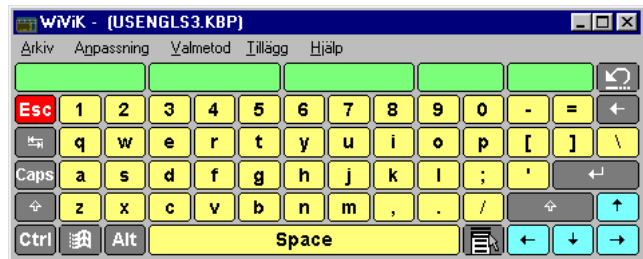 WiViK - (USENGLS3.KBP)
Arkiv Anpassning Valmetod Tillägg Hjälp
Esc 1 2 3 4 5 6 7 8 9 0 - = ←
↹ q w e r t y u i o p [ ] \
Caps a s d f g h j k l ; ' ↵
⇧ z x c v b n m , . / ⇧ ↑
Ctrl Alt Space ← ↓ →